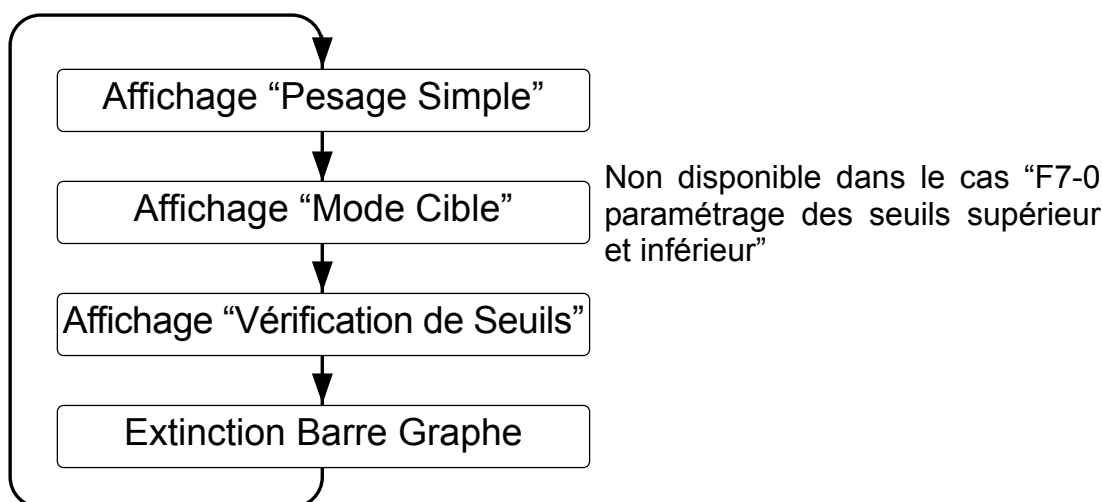 Affichage “Pesage Simple”
Affichage “Mode Cible”
Non disponible dans le cas “F7-0
paramétrage des seuils supérieur
et inférieur”
Affichage “Vérification de Seuils”
Extinction Barre Graphe